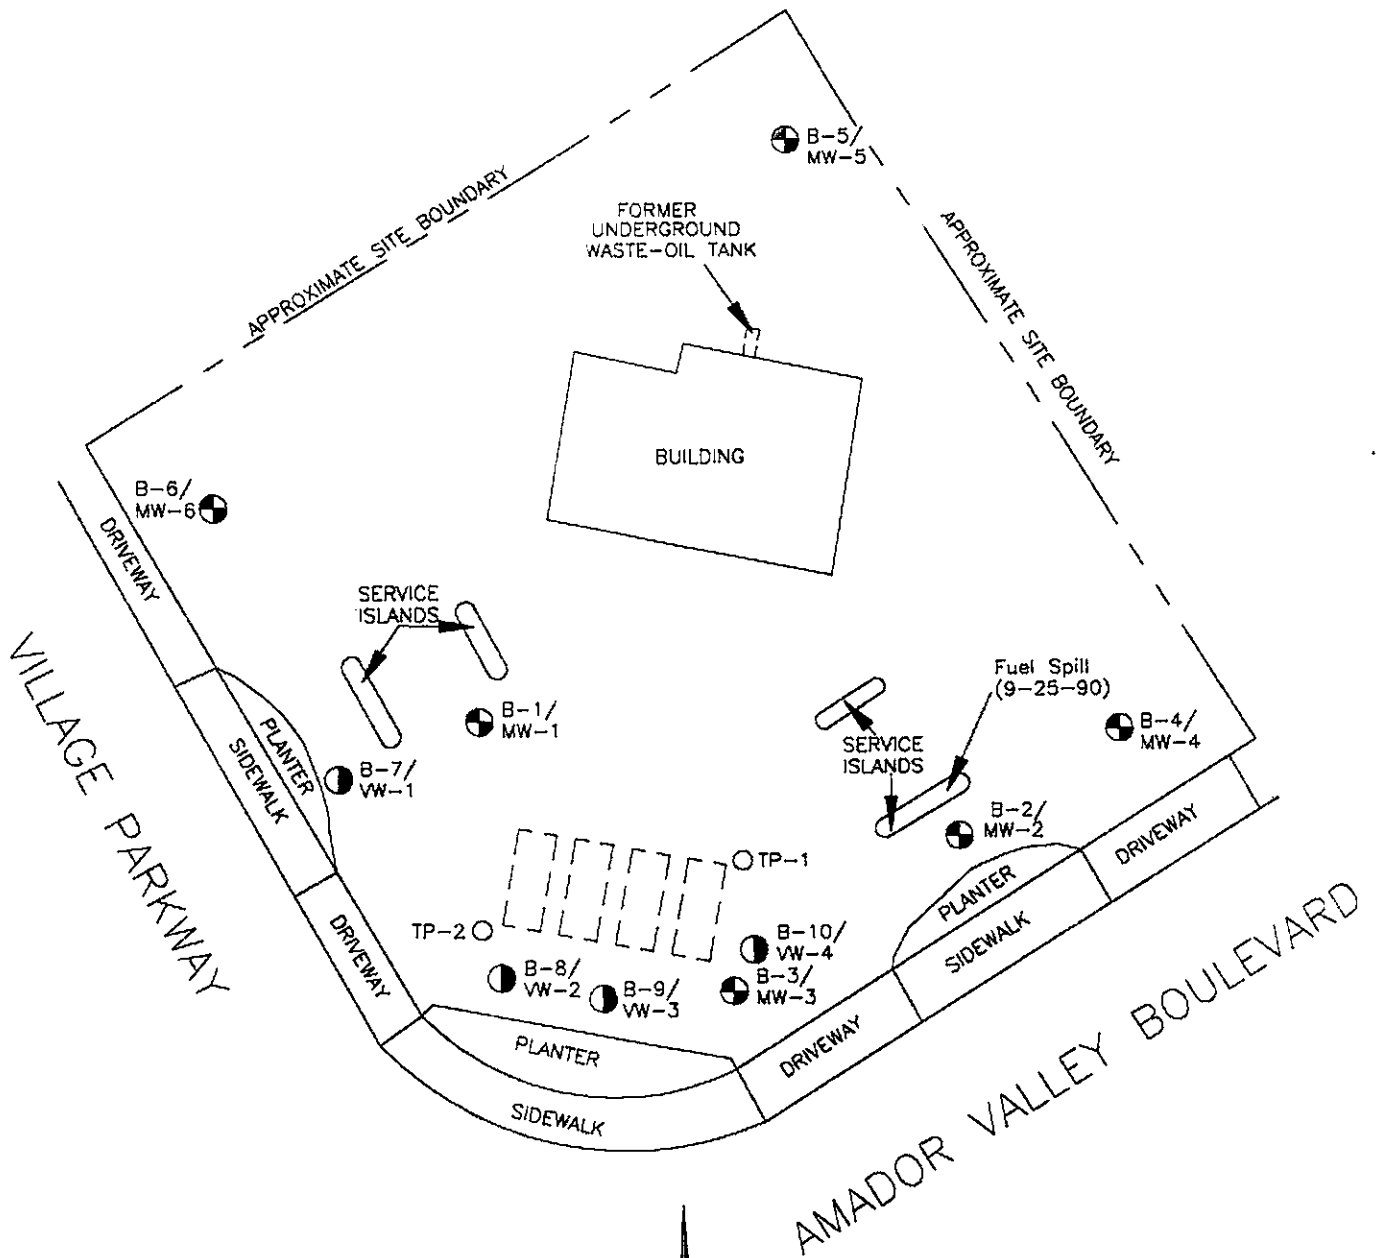 B-5/
MW-5
APPROXIMATE SITE BOUNDARY
FORMER
UNDERGROUND
WASTE-OIL TANK
APPROXIMATE SITE BOUNDARY
BUILDING
B-6/
MW-6
DRIVEWAY
SERVICE
ISLANDS
VILLAGE PARKWAY
PLANTER
SIDEWALK
B-1/
MW-1
B-7/
VW-1
Fuel Spill
(9-25-90)
SERVICE
ISLANDS
B-4/
MW-4
B-2/
MW-2
DRIVEWAY
PLANTER
SIDEWALK
TP-1
TP-2
DRIVEWAY
B-8/
VW-2
B-9/
VW-3
B-10/
VW-4
B-3/
MW-3
DRIVEWAY
PLANTER
SIDEWALK
AMADOR VALLEY BOULEVARD